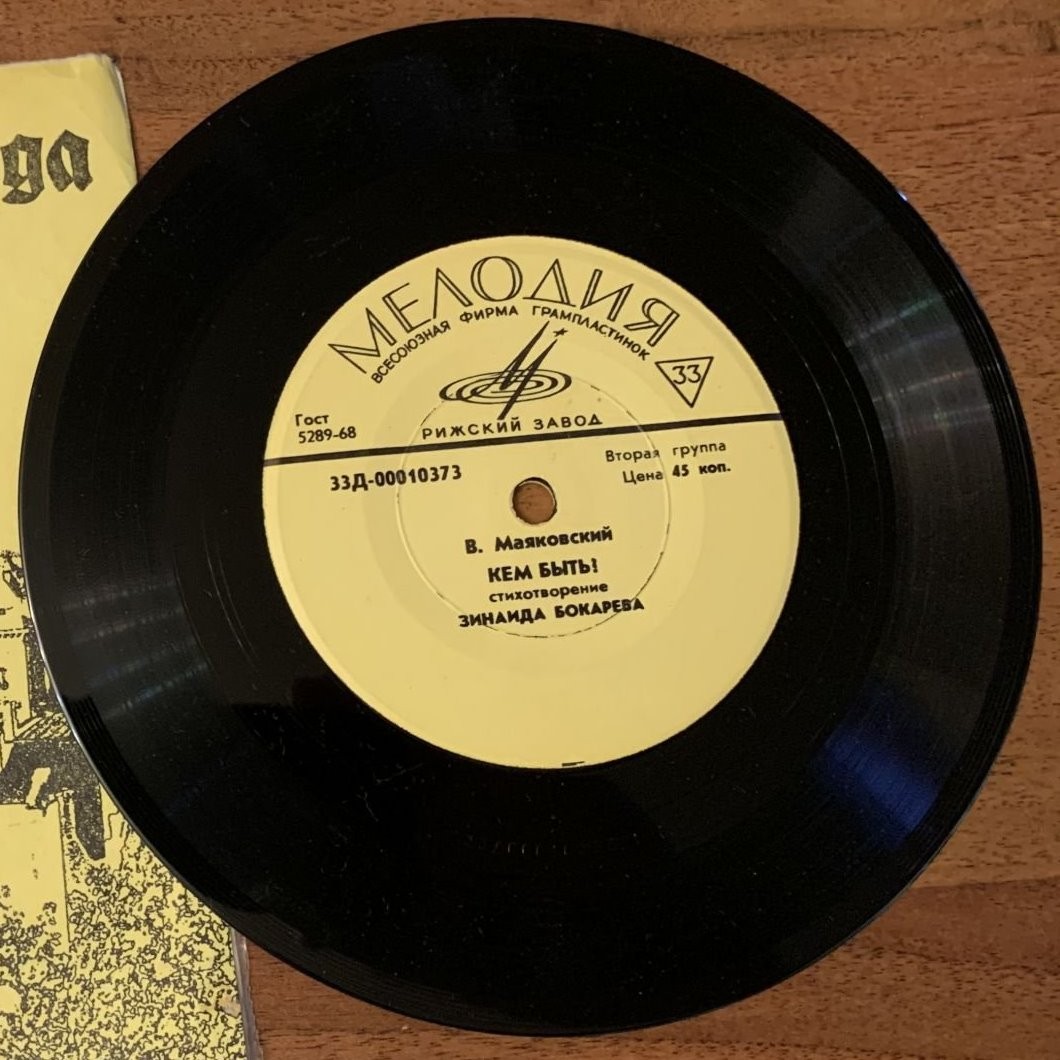 да
МЕЛОДИЯ
ВСЕСОЮЗНАЯ ФИРМА ГРАМПЛАСТИНОК
33
Гост
5289-68
РИЖСКИЙ ЗАВОД
33Д-00010373
Вторая группа
Цена 45 коп.
В. Маяковский
КЕМ БЫТЬ?
стихотворение
ЗИНАИДА БОКАРЕВА